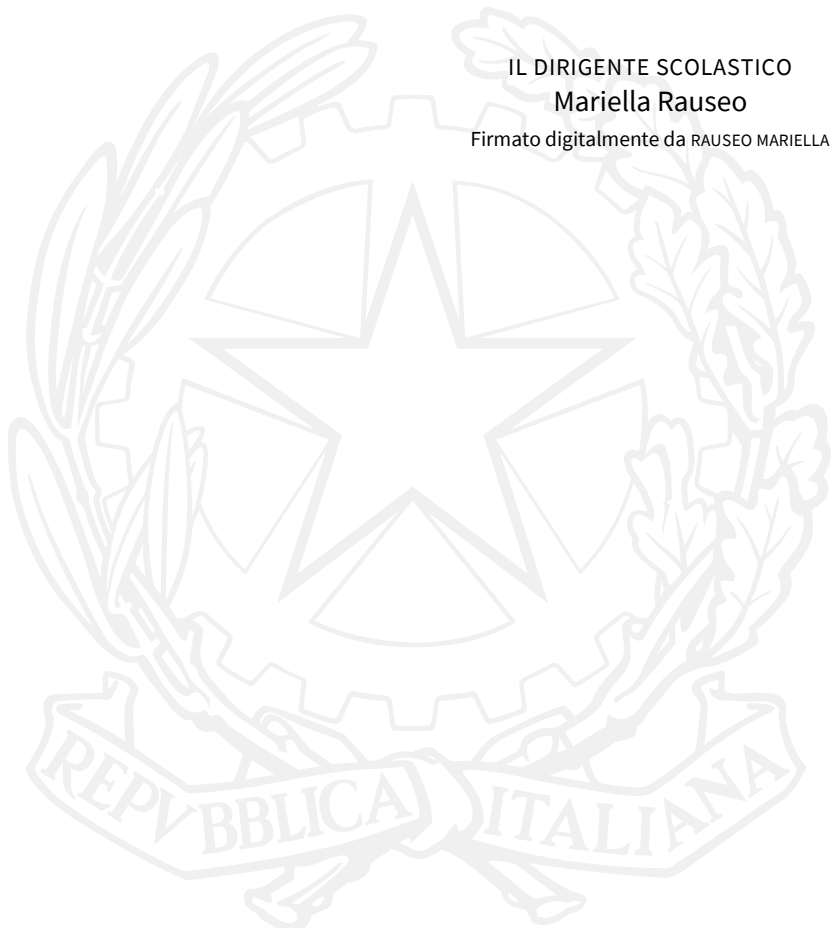 IL DIRIGENTE SCOLASTICO
Mariella Rauseo
Firmato digitalmente da RAUSEO MARIELLA
REPVBBLICA ITALIANA